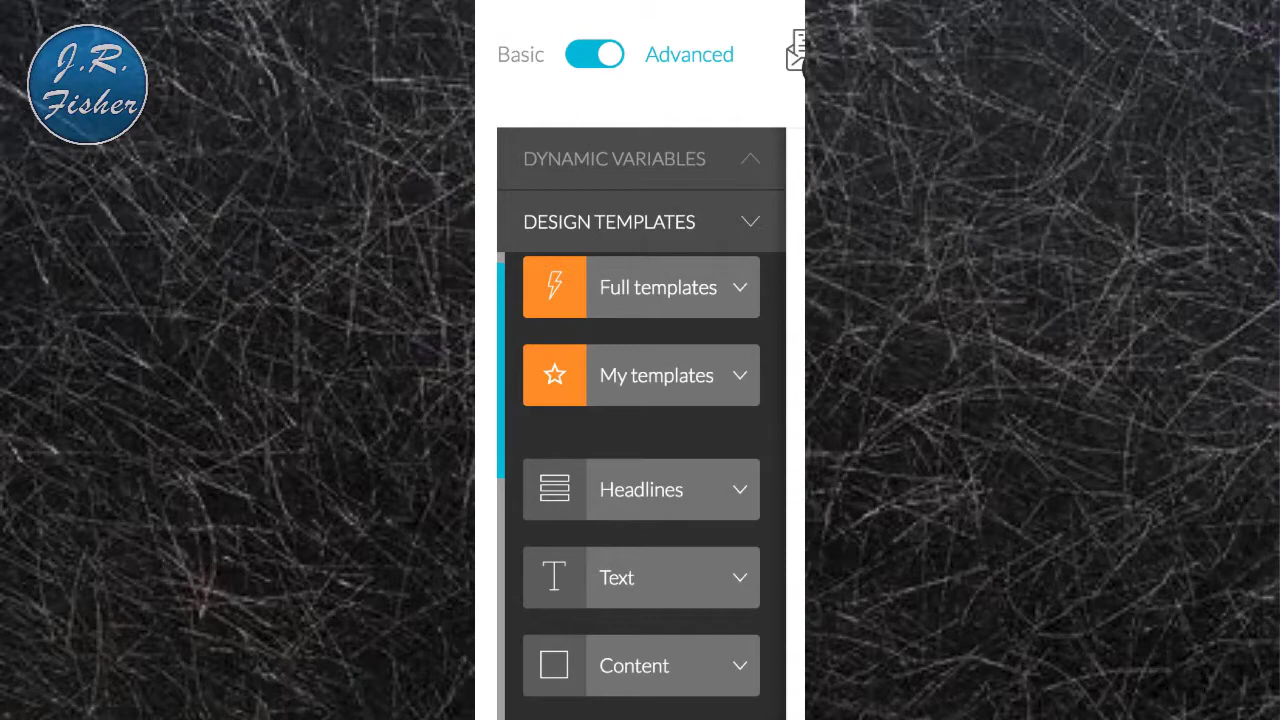 J.R.
Fisher
Basic Advanced
DYNAMIC VARIABLES
DESIGN TEMPLATES
Full templates
My templates
Headlines
Text
Content